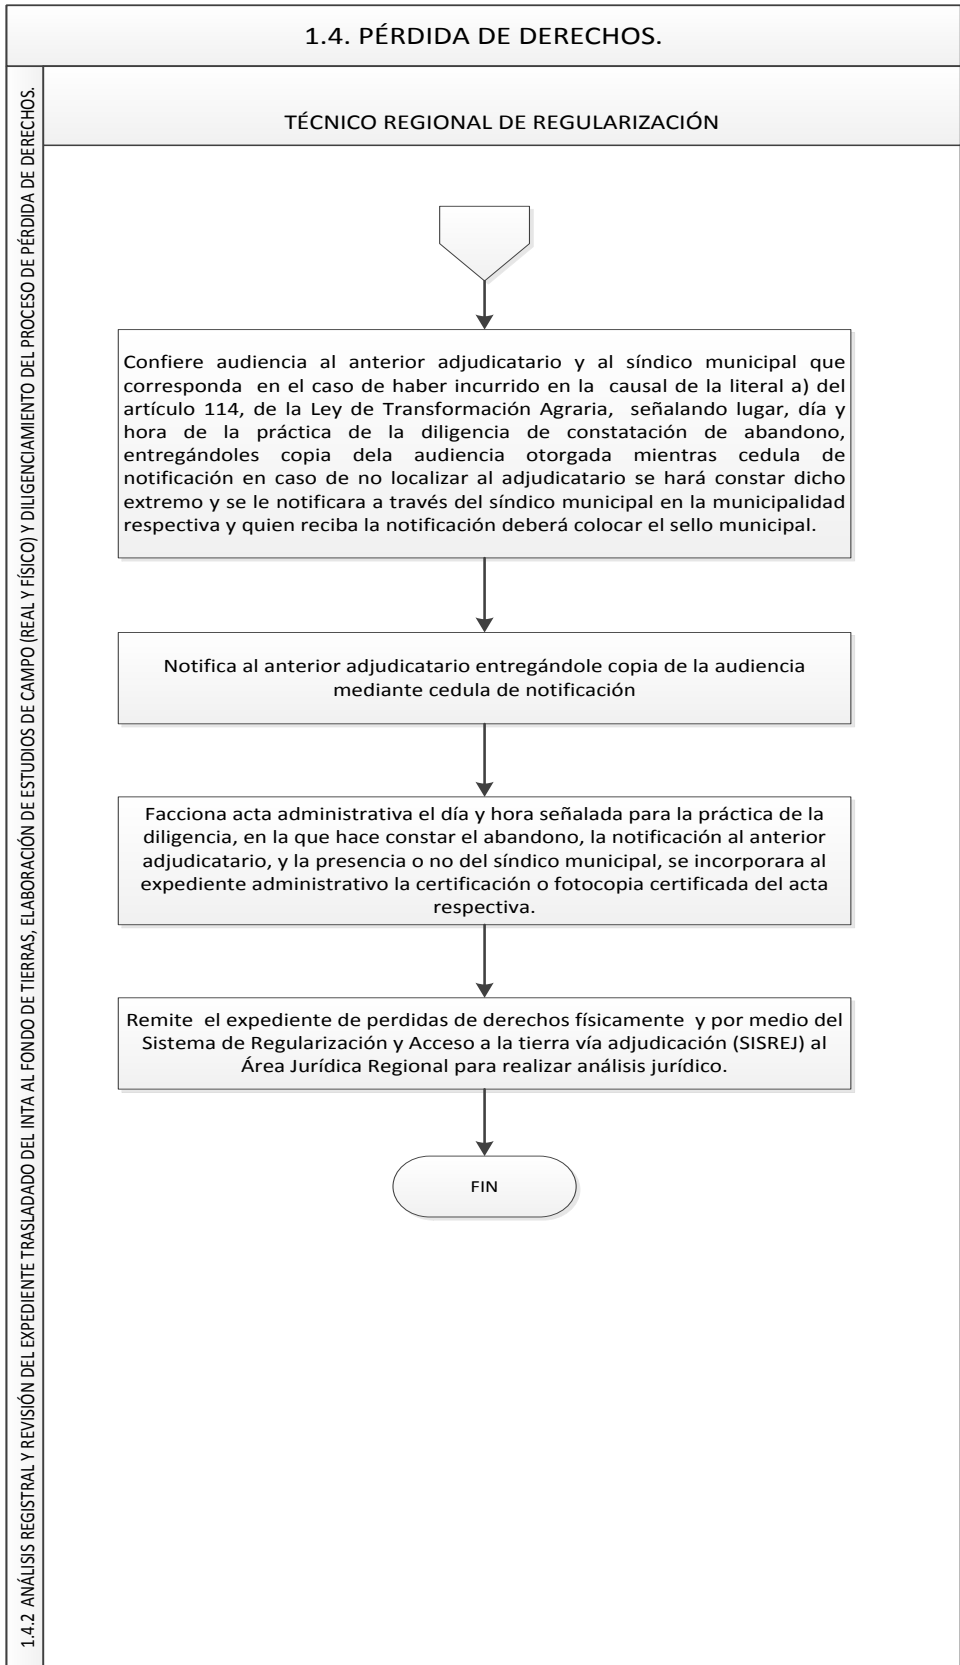 1.4. PÉRDIDA DE DERECHOS.
1.4.2 ANÁLISIS REGISTRAL Y REVISIÓN DEL EXPEDIENTE TRASLADADO DEL INTA AL FONDO DE TIERRAS, ELABORACIÓN DE ESTUDIOS DE CAMPO (REAL Y FÍSICO) Y DILIGENCIAMIENTO DEL PROCESO DE PÉRDIDA DE DERECHOS.
TÉCNICO REGIONAL DE REGULARIZACIÓN
Confiere audiencia al anterior adjudicatario y al síndico municipal que
corresponda en el caso de haber incurrido en la causal de la literal a) del
artículo 114, de la Ley de Transformación Agraria, señalando lugar, día y
hora de la práctica de la diligencia de constatación de abandono,
entregándoles copia dela audiencia otorgada mientras cedula de
notificación en caso de no localizar al adjudicatario se hará constar dicho
extremo y se le notificara a través del síndico municipal en la municipalidad
respectiva y quien reciba la notificación deberá colocar el sello municipal.
Notifica al anterior adjudicatario entregándole copia de la audiencia
mediante cedula de notificación
Facciona acta administrativa el día y hora señalada para la práctica de la
diligencia, en la que hace constar el abandono, la notificación al anterior
adjudicatario, y la presencia o no del síndico municipal, se incorporara al
expediente administrativo la certificación o fotocopia certificada del acta
respectiva.
Remite el expediente de perdidas de derechos físicamente y por medio del
Sistema de Regularización y Acceso a la tierra vía adjudicación (SISREJ) al
Área Jurídica Regional para realizar análisis jurídico.
FIN